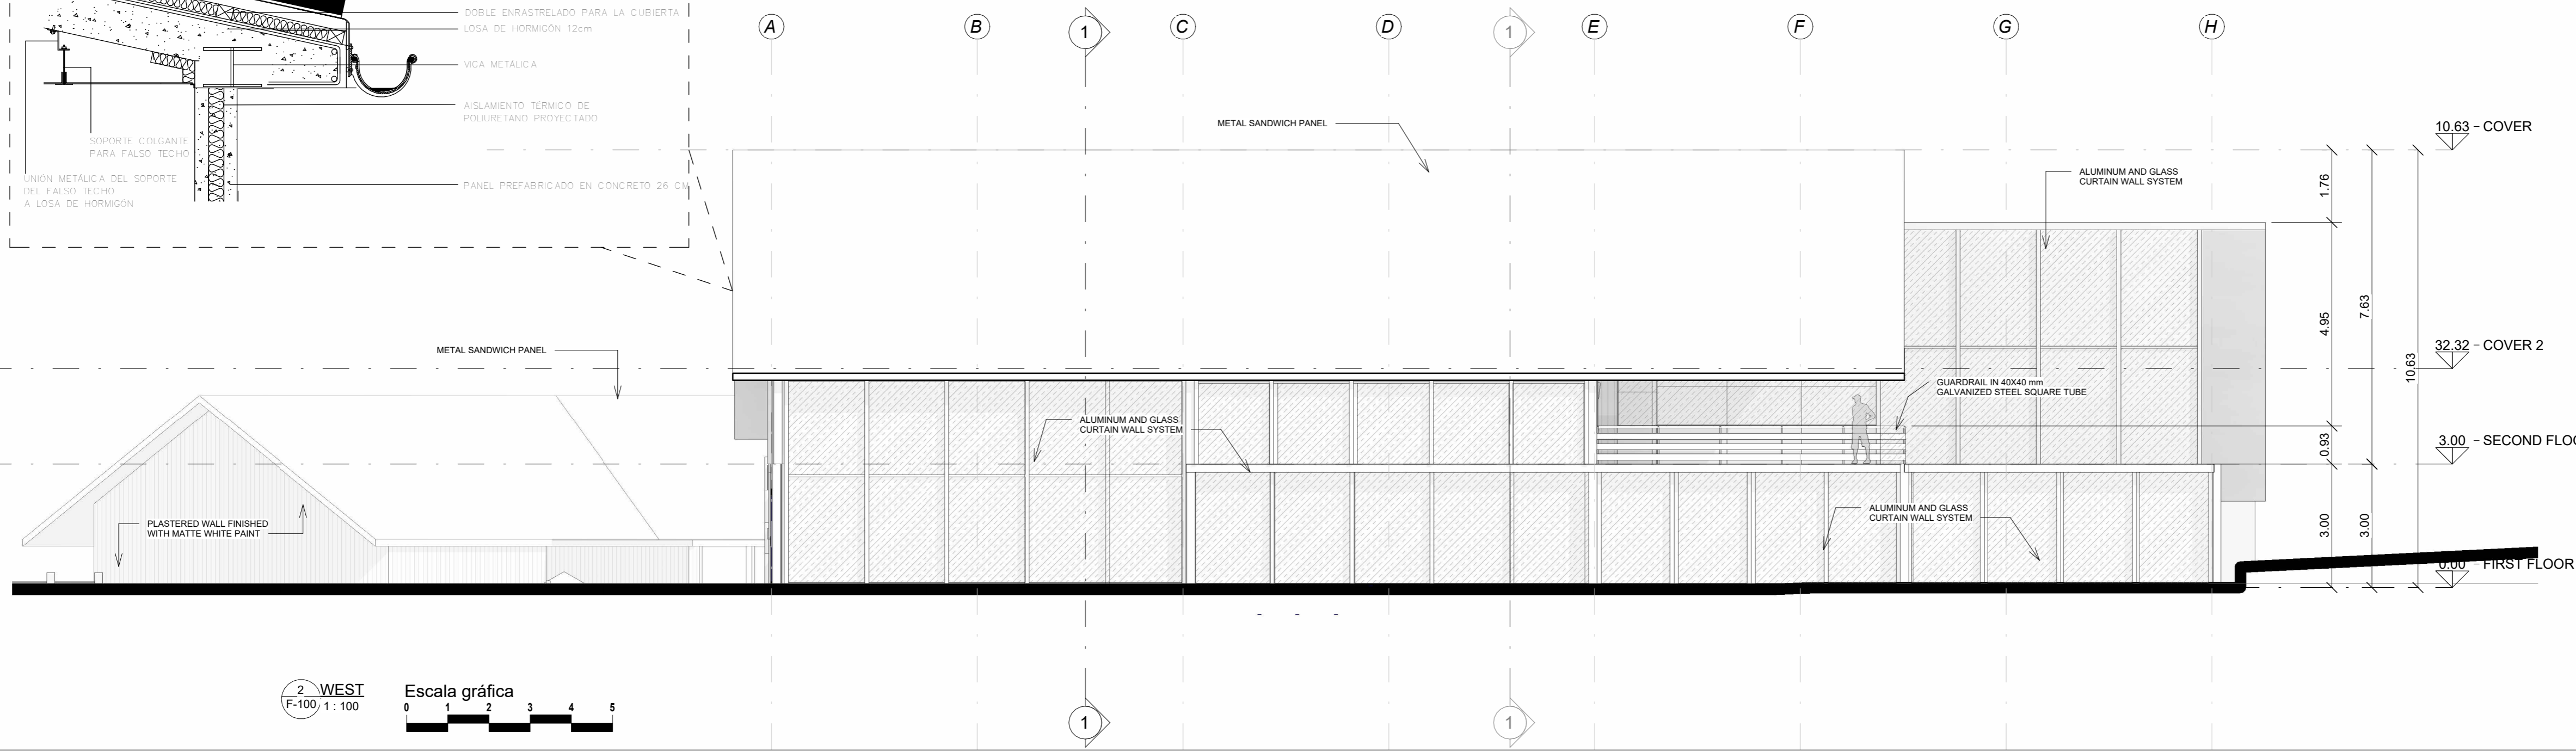 DOBLE ENRASTRELADO PARA LA CUBIERTA
LOSA DE HORMIGÓN 12cm
VIGA METÁLICA
AISLAMIENTO TÉRMICO DE
POLIURETANO PROYECTADO
SOPORTE COLGANTE
PARA FALSO TECHO
UNIÓN METÁLICA DEL SOPORTE
DEL FALSO TECHO
A LOSA DE HORMIGÓN
PANEL PREFABRICADO EN CONCRETO 26 CM
A
B
1
C
D
1
E
F
G
H
METAL SANDWICH PANEL
10.63 - COVER
ALUMINUM AND GLASS
CURTAIN WALL SYSTEM
1.76
4.95
7.63
10.63
32.32 - COVER 2
METAL SANDWICH PANEL
GUARDRAIL IN 40X40 mm
GALVANIZED STEEL SQUARE TUBE
ALUMINUM AND GLASS
CURTAIN WALL SYSTEM
0.93
3.00 - SECOND FLOO
PLASTERED WALL FINISHED
WITH MATTE WHITE PAINT
ALUMINUM AND GLASS
CURTAIN WALL SYSTEM
3.00
3.00
0.00 - FIRST FLOOR
2
F-100
WEST
1 : 100
Escala gráfica
0 1 2 3 4 5
1
1